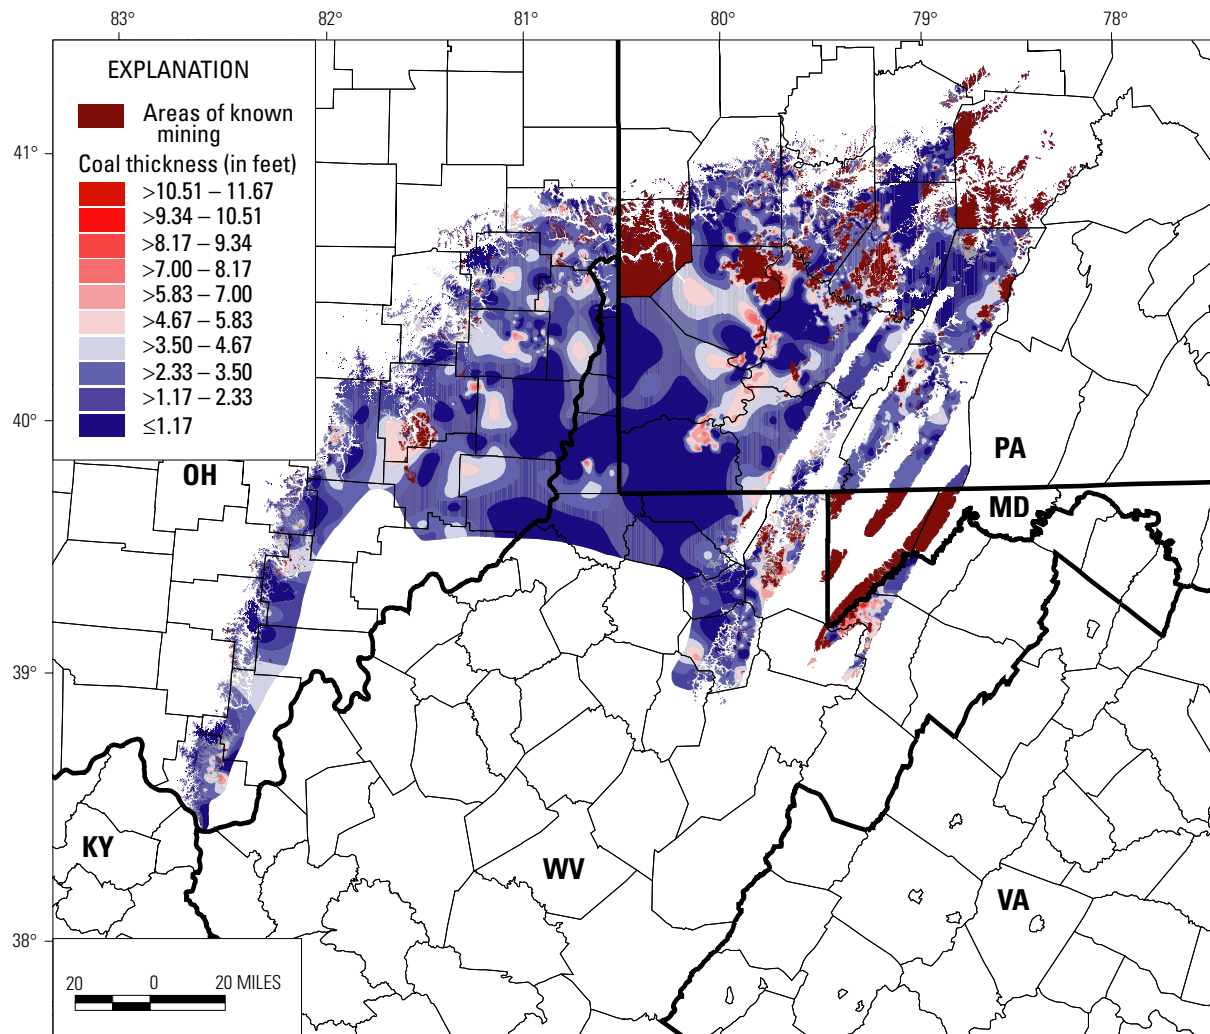 83°
82°
81°
80°
79°
78°
EXPLANATION
Areas of known
mining
Coal thickness (in feet)
>10.51 – 11.67
>9.34 – 10.51
>8.17 – 9.34
>7.00 – 8.17
>5.83 – 7.00
>4.67 – 5.83
>3.50 – 4.67
>2.33 – 3.50
>1.17 – 2.33
≤1.17
41°
40°
39°
38°
OH
PA
MD
KY
WV
VA
20 0 20 MILES